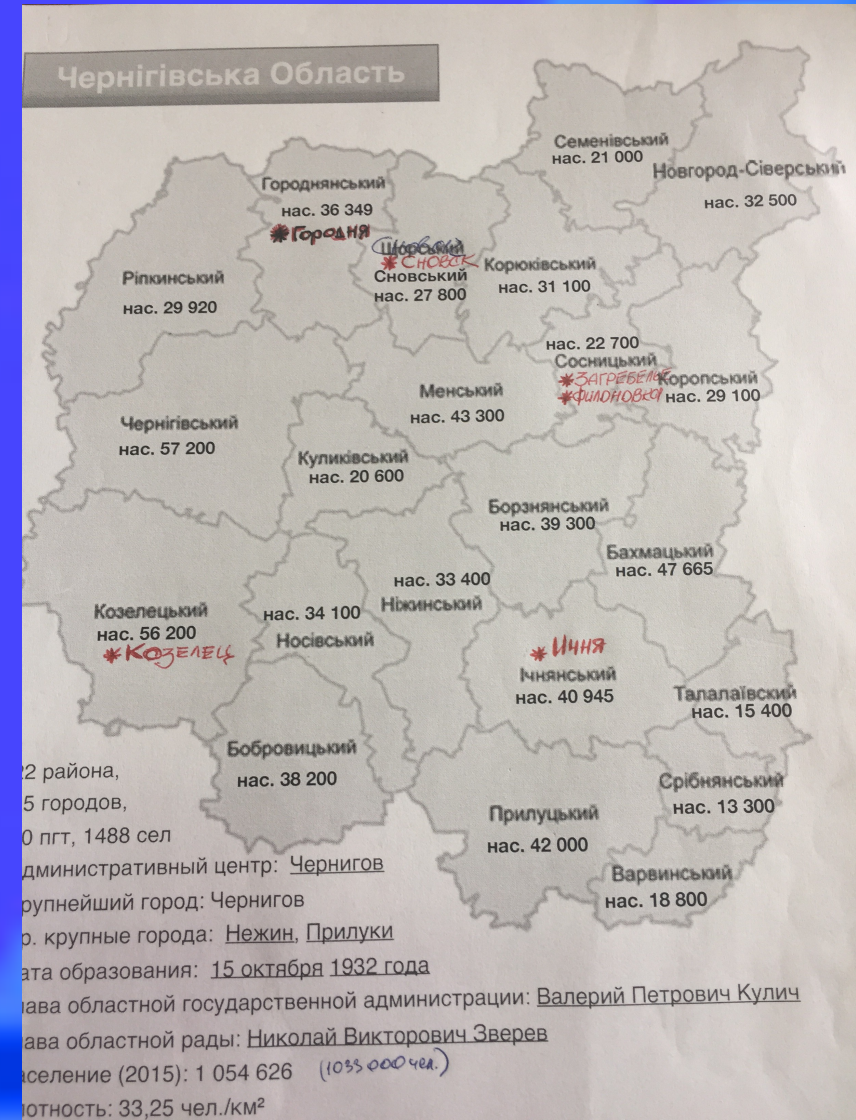 Чернігівська Область
Семенівський
нас. 21 000
Новгород-Сіверський
нас. 32 500
Городнянський
нас. 36 349
Городня
Щорський
СНОВСК
Сновський
нас. 27 800
Корюківський
нас. 31 100
Ріпкинський
нас. 29 920
нас. 22 700
Сосницький
ЗАГРЕБЕЛЬЕ
ФИЛОНОВКА
Коропський
нас. 29 100
Менський
нас. 43 300
Чернігівський
нас. 57 200
Куликівський
нас. 20 600
Борзнянський
нас. 39 300
Бахмацький
нас. 47 665
нас. 33 400
Ніжинський
Козелецький
нас. 56 200
КОЗЕЛЕЦ
нас. 34 100
Носівський
ИЧНЯ
Ічнянський
нас. 40 945
Талалаївский
нас. 15 400
Бобровицький
нас. 38 200
Срібнянський
нас. 13 300
Прилуцький
нас. 42 000
Варвинський
нас. 18 800
22 района,
5 городов,
0 пгт, 1488 сел
дминистративный центр: Чернигов
рупнейший город: Чернигов
р. крупные города: Нежин, Прилуки
ата образования: 15 октября 1932 года
лава областной государственной администрации: Валерий Петрович Кулич
ава областной рады: Николай Викторович Зверев
аселение (2015): 1 054 626 (1033 000 чел.)
лотность: 33,25 чел./км²